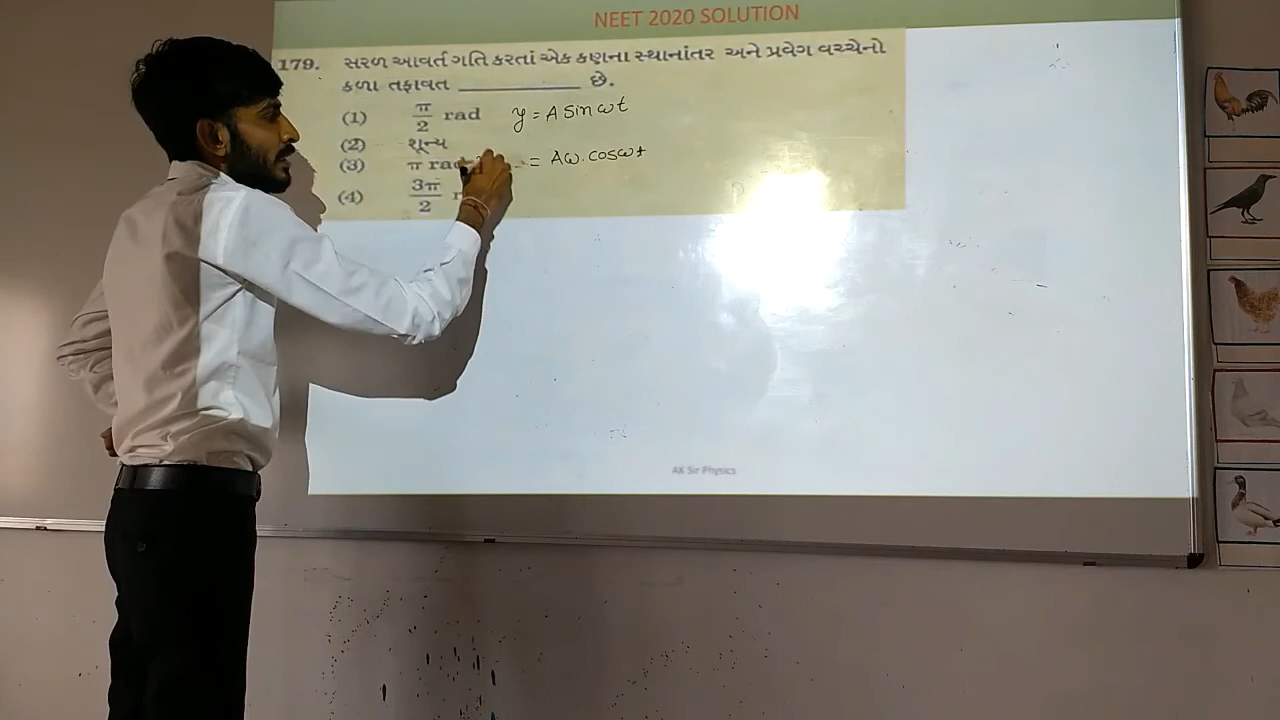 NEET 2020 SOLUTION
179. સરળ આવર્ત ગતિ કરતાં એક કણના સ્થાનાંતર અને પ્રવેગ વચ્ચેનો
કળા તફાવત __________ છે.
(1) π/2 rad y = A sin ωt
(2) શૂન્ય
(3) π = Aω. cosωt
(4) 3π/2
AK Sir Physics